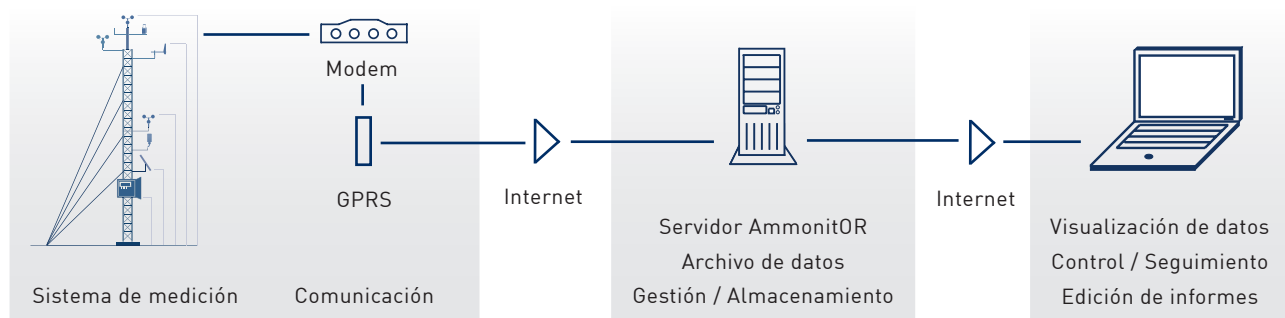 Modem
GPRS
Sistema de medición
Comunicación
Internet
Servidor AmmonitOR
Archivo de datos
Gestión / Almacenamiento
Internet
Visualización de datos
Control / Seguimiento
Edición de informes